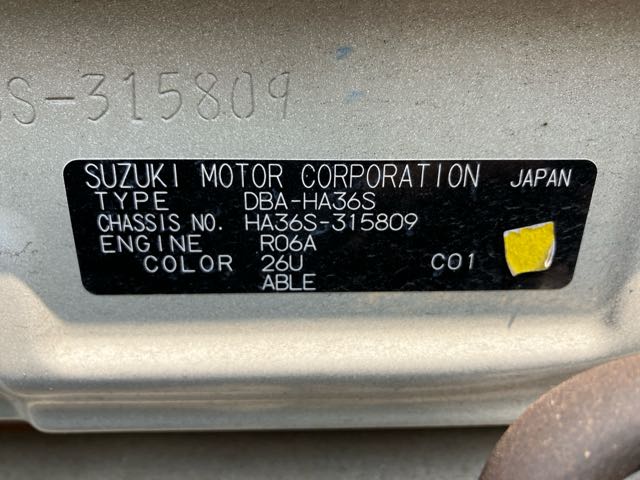 S-315809
SUZUKI MOTOR CORPORATION JAPAN
TYPE DBA-HA36S
CHASSIS NO. HA36S-315809
ENGINE R06A
COLOR 26U C01
ABLE